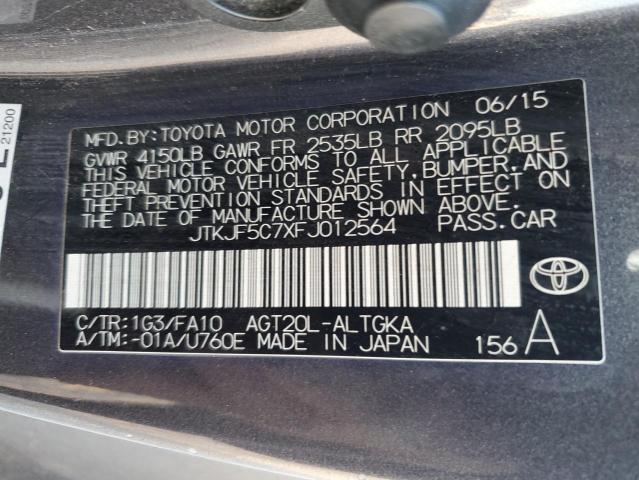 MFD.BY:TOYOTA MOTOR CORPORATION 06/15
GVWR 4150LB GAWR FR 2535LB RR 2095LB
THIS VEHICLE CONFORMS TO ALL APPLICABLE
FEDERAL MOTOR VEHICLE SAFETY,BUMPER,AND
THEFT PREVENTION STANDARDS IN EFFECT ON
THE DATE OF MANUFACTURE SHOWN ABOVE.
JTKJF5C7XFJ012564 PASS.CAR
C/TR:1G3/FA10 AGT20L-ALTGKA
A/TM:-01A/U760E MADE IN JAPAN 156 A
21200